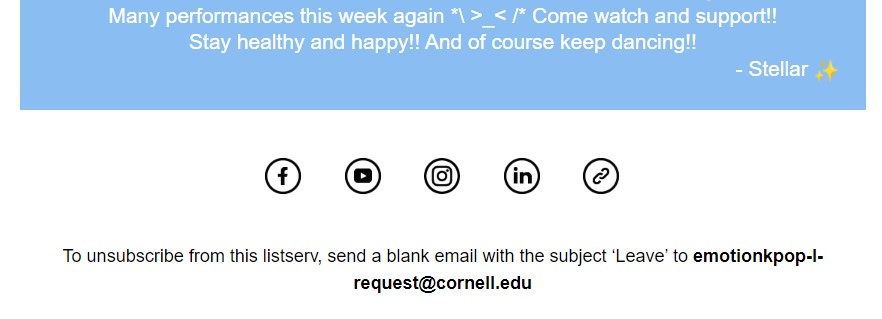 Many performances this week again *\ >_< /* Come watch and support!!
Stay healthy and happy!! And of course keep dancing!!
- Stellar ✨
To unsubscribe from this listserv, send a blank email with the subject ‘Leave’ to emotionkpop-l-
request@cornell.edu